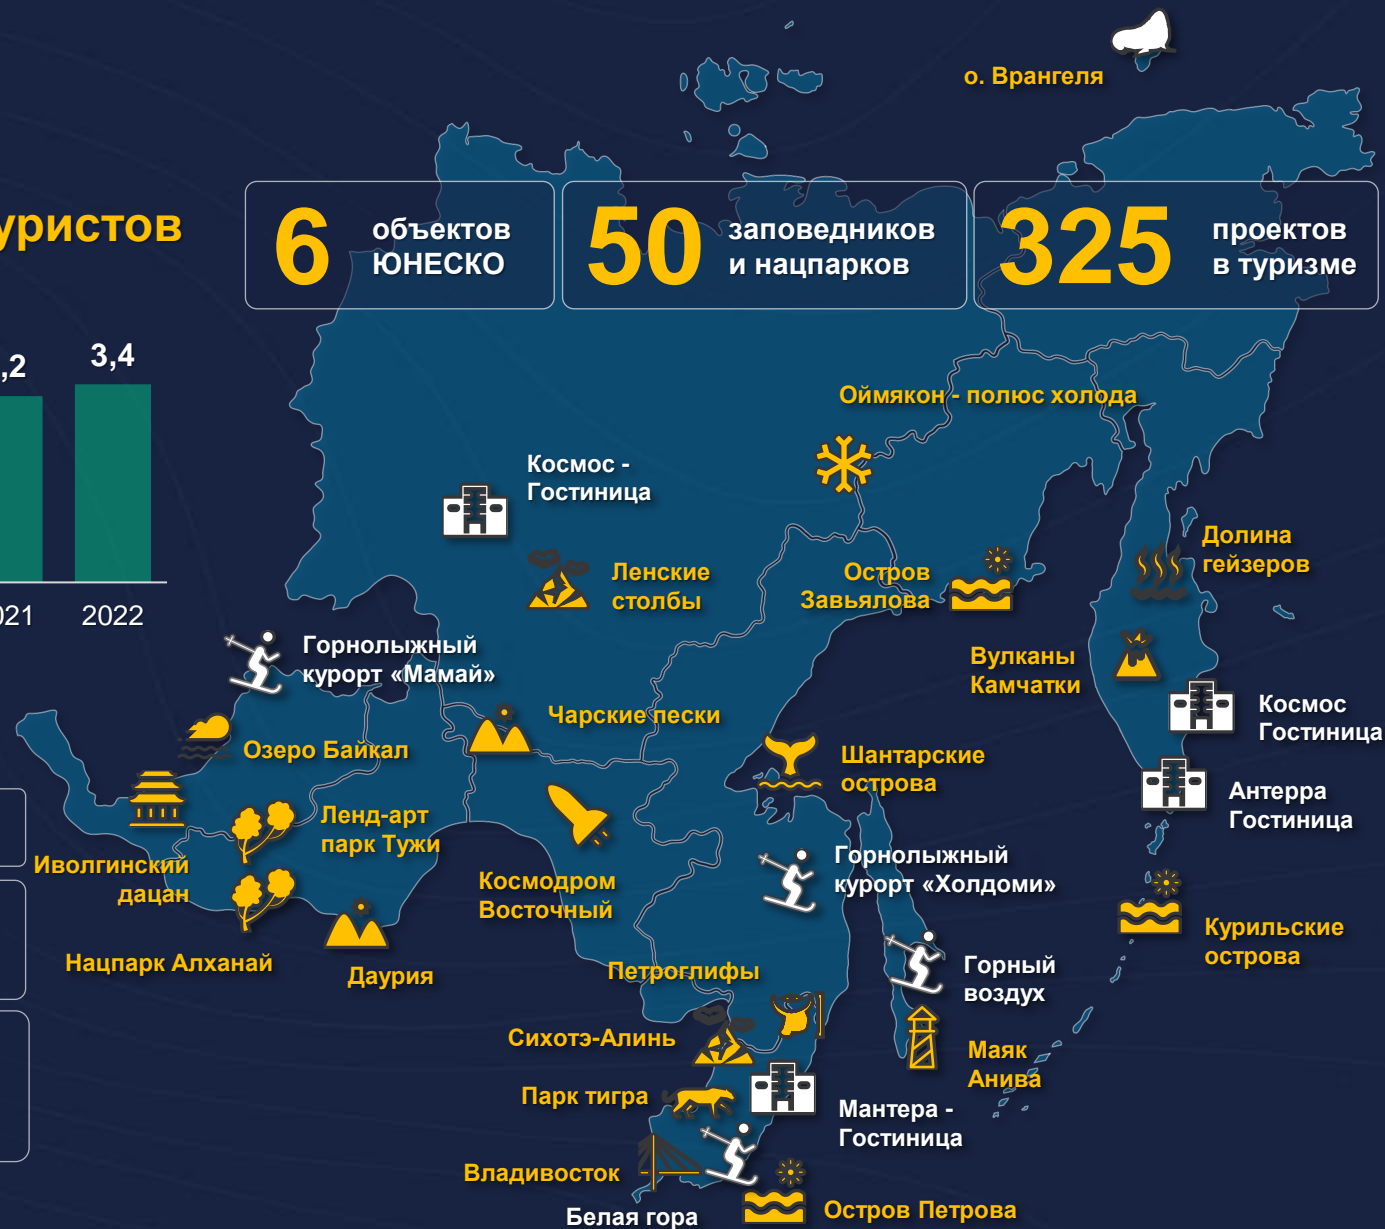 о. Врангеля
уристов
6
объектов
ЮНЕСКО
50
заповедников
и нацпарков
325
проектов
в туризме
,2
3,4
021
2022
Оймякон - полюс холода
Космос -
Гостиница
Ленские
столбы
Остров
Завьялова
Долина
гейзеров
Горнолыжный
курорт «Мамай»
Вулканы
Камчатки
Космос
Гостиница
Чарские пески
Озеро Байкал
Шантарские
острова
Антерра
Гостиница
Ленд-арт
парк Тужи
Иволгинский
дацан
Космодром
Восточный
Горнолыжный
курорт «Холдоми»
Курильские
острова
Нацпарк Алханай
Даурия
Петроглифы
Горный
воздух
Сихотэ-Алинь
Маяк
Анива
Парк тигра
Мантера -
Гостиница
Владивосток
Белая гора
Остров Петрова